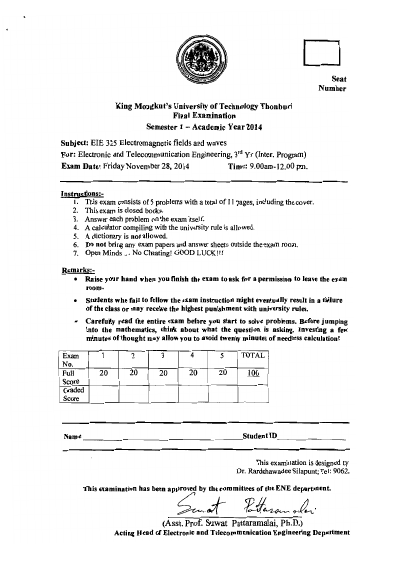 Seat
Number
King Mongkut's University of Technology Thonburi
Final Examination
Semester 1 – Academic Year 2014
Subject: EIE 325 Electromagnetic fields and waves
For: Electronic and Telecommunication Engineering, 3rd Yr (Inter. Program)
Exam Date: Friday November 28, 2014 Time: 9.00am-12.00 pm.
Instructions:-
1. This exam consists of 5 problems with a total of 11 pages, including the cover.
2. This exam is closed books.
3. Answer each problem on the exam itself.
4. A calculator compiling with the university rule is allowed.
5. A dictionary is not allowed.
6. Do not bring any exam papers and answer sheets outside the exam room.
7. Open Minds … No Cheating! GOOD LUCK!!!
Remarks:-
• Raise your hand when you finish the exam to ask for a permission to leave the exam
room.
• Students who fail to follow the exam instruction might eventually result in a failure
of the class or may receive the highest punishment with university rules.
• Carefully read the entire exam before you start to solve problems. Before jumping
into the mathematics, think about what the question is asking. Investing a few
minutes of thought may allow you to avoid twenty minutes of needless calculation!
Exam No. 1 2 3 4 5 TOTAL
Full Score 20 20 20 20 20 100
Graded Score
Name Student ID
This examination is designed by
Dr. Rardchawadee Silapunt; Tel: 9062.
This examination has been approved by the committees of the ENE department.
Suwat Pattaramalai
(Asst. Prof. Suwat Pattaramalai, Ph.D.)
Acting Head of Electronic and Telecommunication Engineering Department